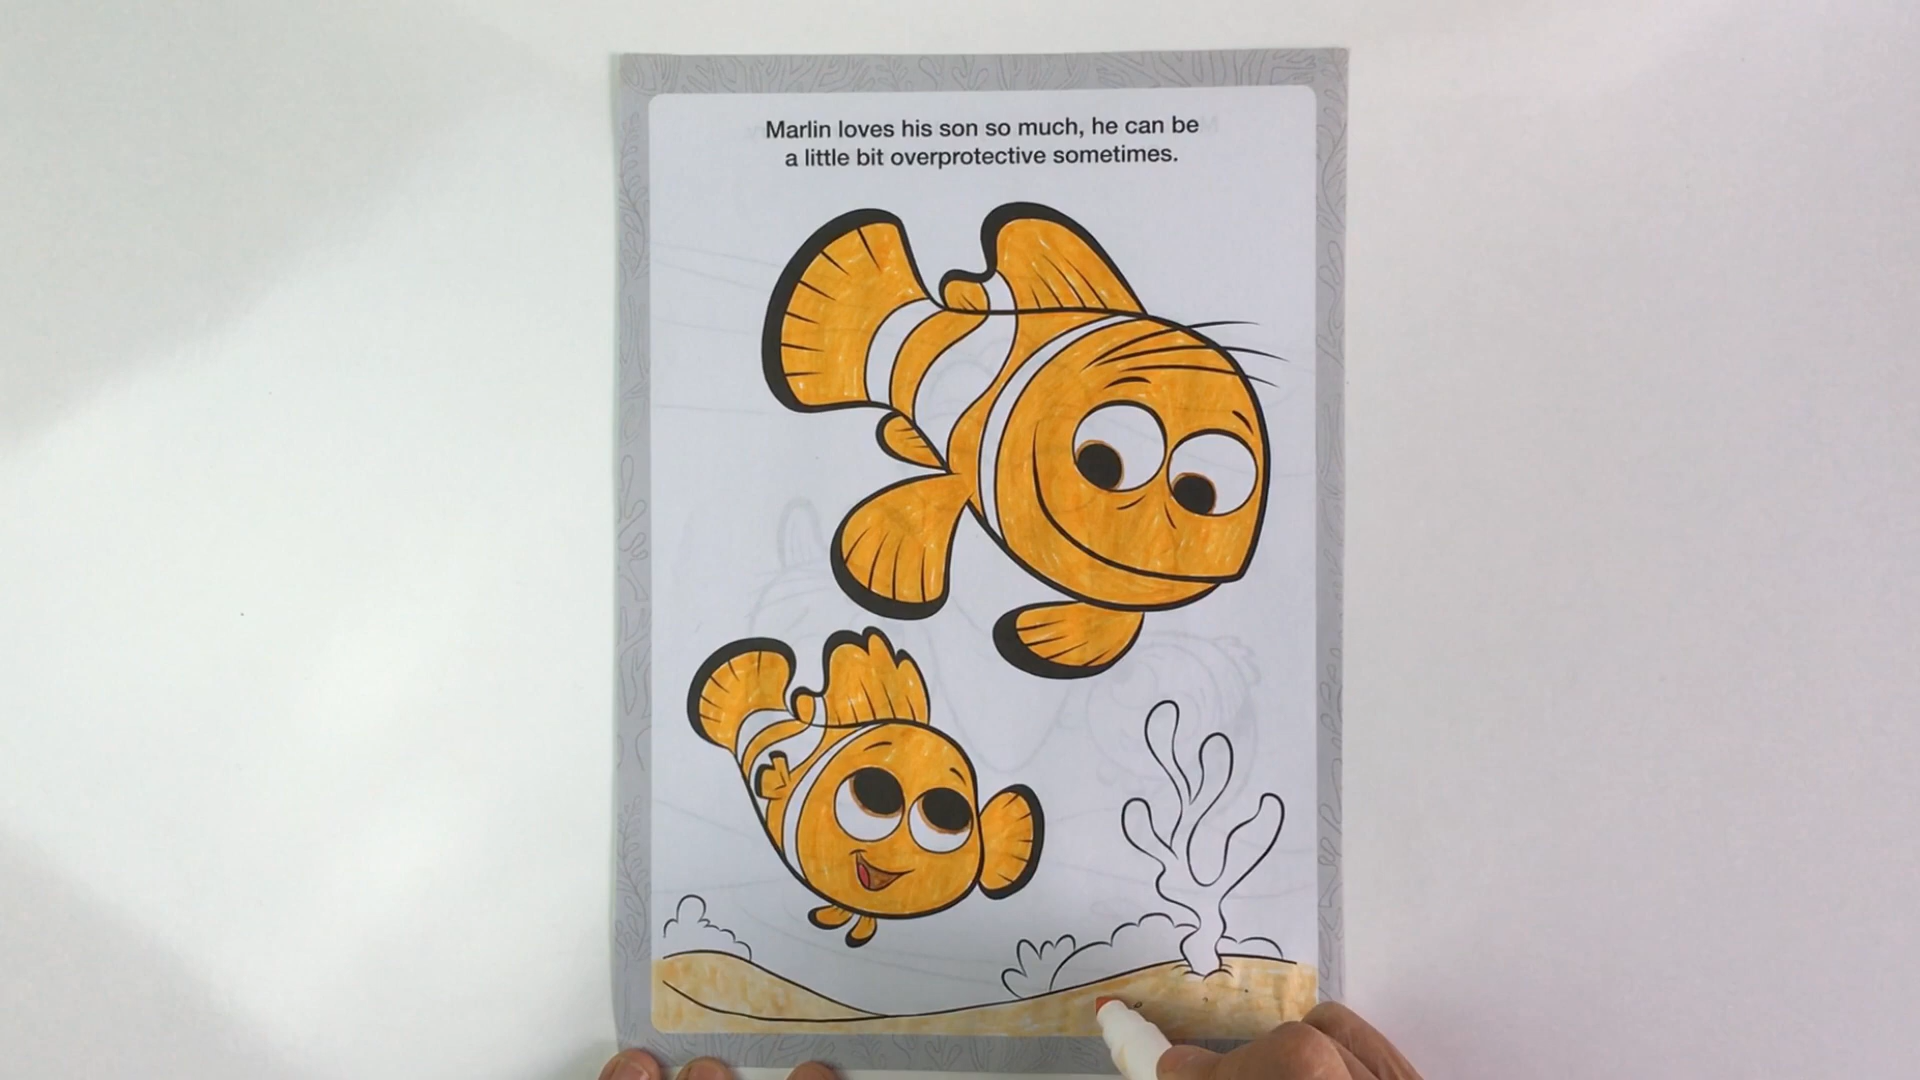 Marlin loves his son so much, he can be
a little bit overprotective sometimes.